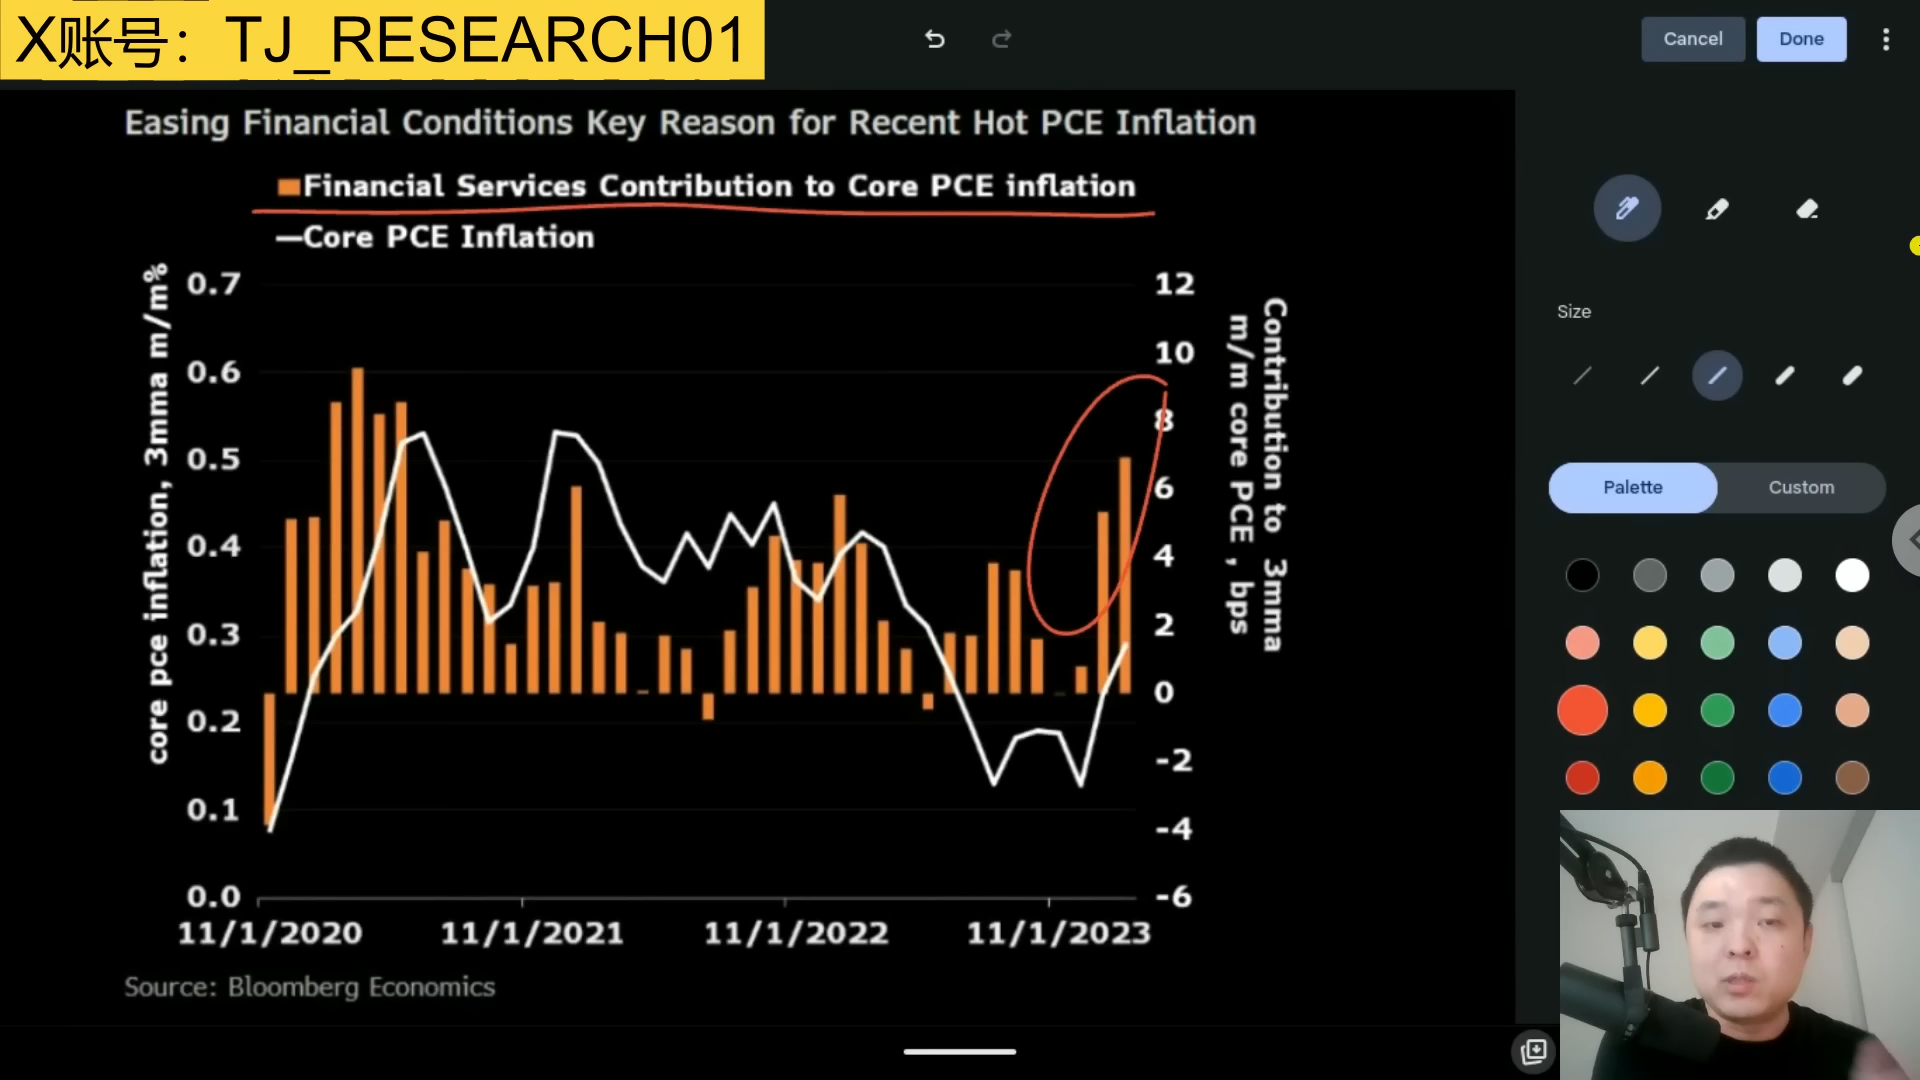 X账号：TJ_RESEARCH01
Cancel
Done
Easing Financial Conditions Key Reason for Recent Hot PCE Inflation
Financial Services Contribution to Core PCE inflation
Core PCE Inflation
core pce inflation, 3mma m/m%
0.7
0.6
0.5
0.4
0.3
0.2
0.1
0.0
12
10
8
6
4
2
0
-2
-4
-6
Contribution to 3mma
m/m core PCE , bps
11/1/2020
11/1/2021
11/1/2022
11/1/2023
Source: Bloomberg Economics
Size
Palette
Custom